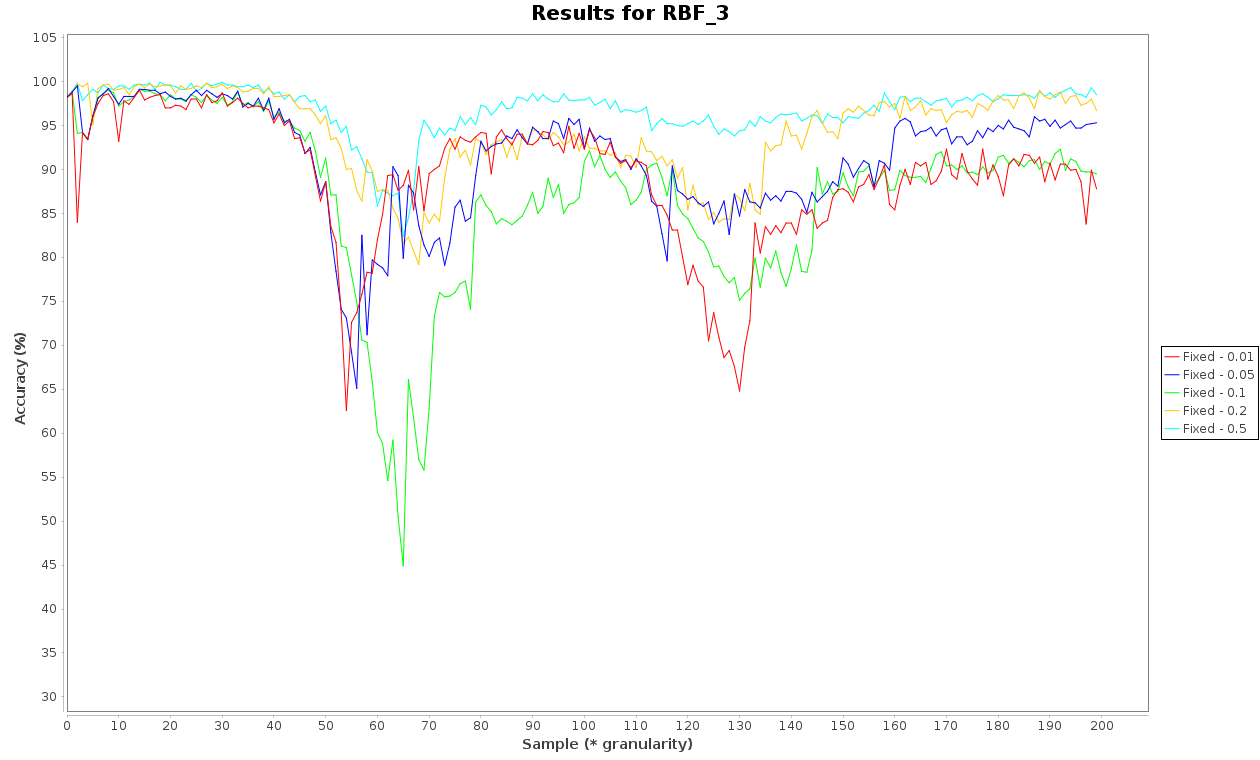 Results for RBF_3
105
100
95
90
85
80
75
70
65
60
55
50
45
40
35
30
Accuracy (%)
0 10 20 30 40 50 60 70 80 90 100 110 120 130 140 150 160 170 180 190 200
Sample (* granularity)
Fixed - 0.01
Fixed - 0.05
Fixed - 0.1
Fixed - 0.2
Fixed - 0.5